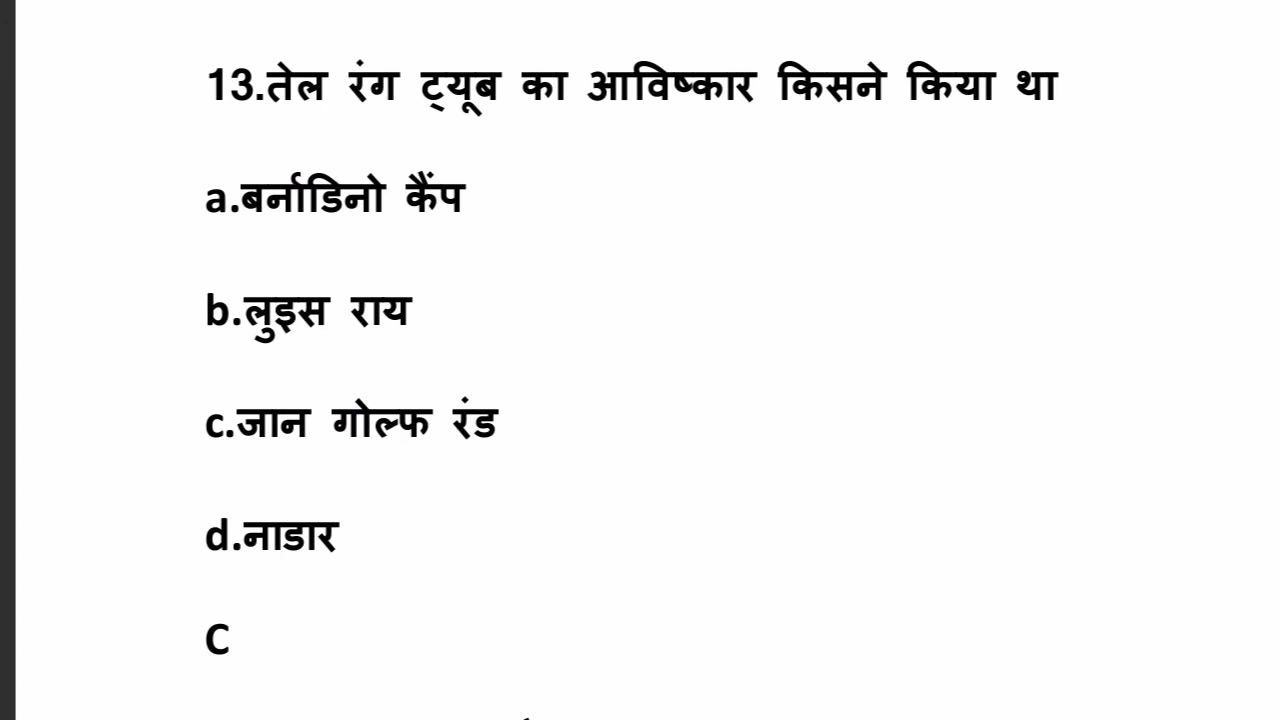 13.तेल रंग ट्यूब का आविष्कार किसने किया था
a.बर्नाडिनो कैंप
b.लुइस राय
c.जान गोल्फ रंड
d.नाडार
C